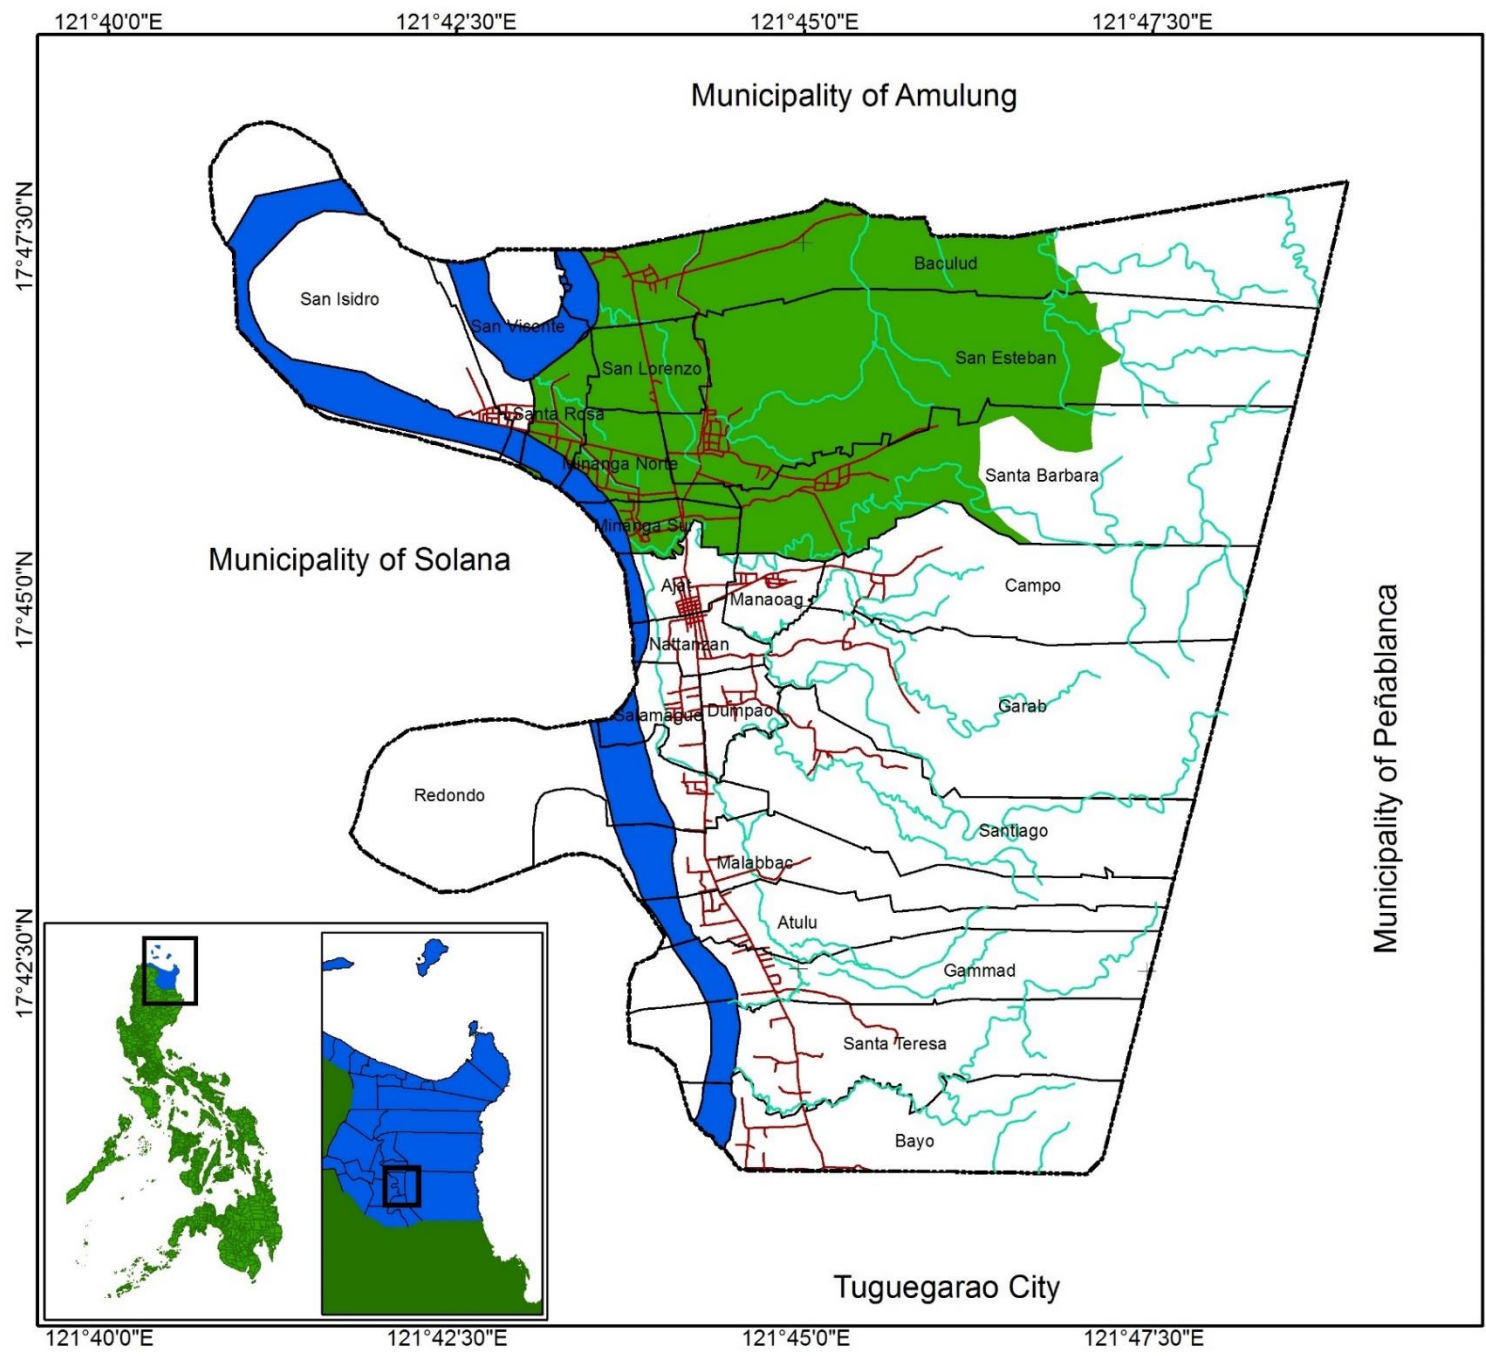 121°40'0"E
121°42'30"E
121°45'0"E
121°47'30"E
Municipality of Amulung
17°47'30"N
Baculud
San Isidro
San Vicente
San Esteban
San Lorenzo
Santa Rosa
Minanga Norte
Santa Barbara
Minanga Sur
Municipality of Solana
17°45'0"N
Ajat
Manaoag
Campo
Nattanzan
Municipality of Peñablanca
Garab
Salamague
Dumpao
Redondo
Santiago
Malabbac
Atulu
17°42'30"N
Gammad
Santa Teresa
Bayo
Tuguegarao City
121°40'0"E
121°42'30"E
121°45'0"E
121°47'30"E